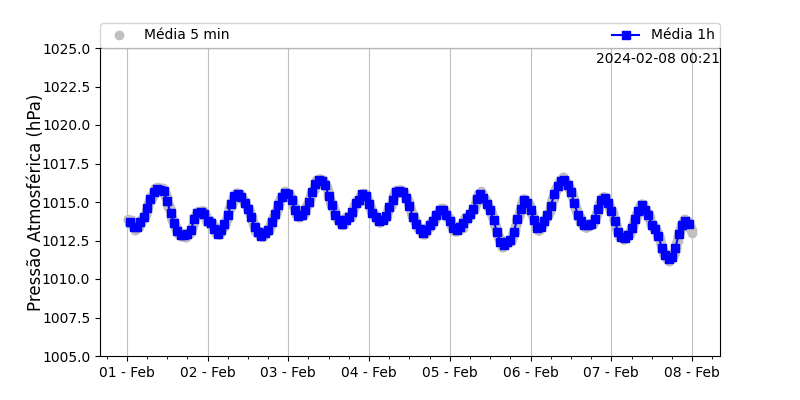 Média 5 min
Média 1h
2024-02-08 00:21
Pressão Atmosférica (hPa)
1025.0
1022.5
1020.0
1017.5
1015.0
1012.5
1010.0
1007.5
1005.0
01 - Feb
02 - Feb
03 - Feb
04 - Feb
05 - Feb
06 - Feb
07 - Feb
08 - Feb